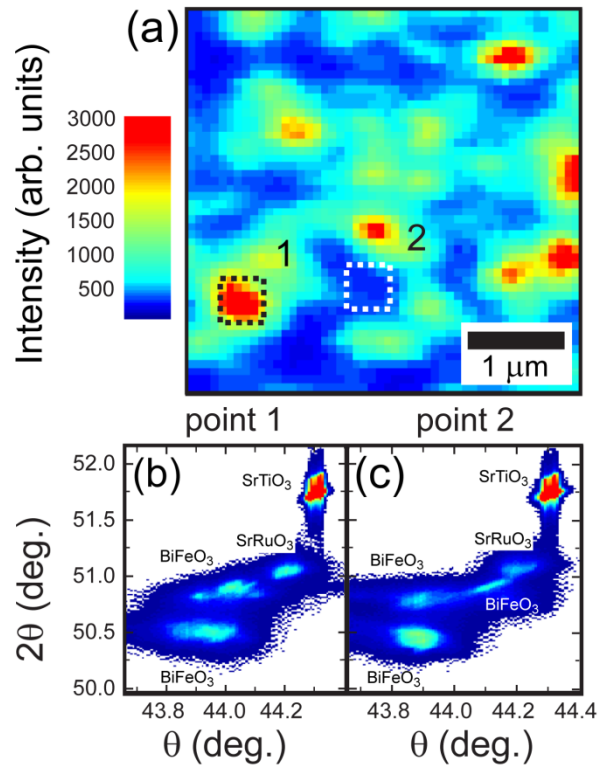 (a)
Intensity (arb. units)
3000
2500
2000
1500
1000
500
1
2
1 μm
point 1
point 2
(b)
(c)
2θ (deg.)
52.0
51.5
51.0
50.5
50.0
SrTiO₃
SrRuO₃
BiFeO₃
BiFeO₃
SrTiO₃
SrRuO₃
BiFeO₃
BiFeO₃
BiFeO₃
43.8 44.0 44.2
43.8 44.0 44.2 44.4
θ (deg.)
θ (deg.)